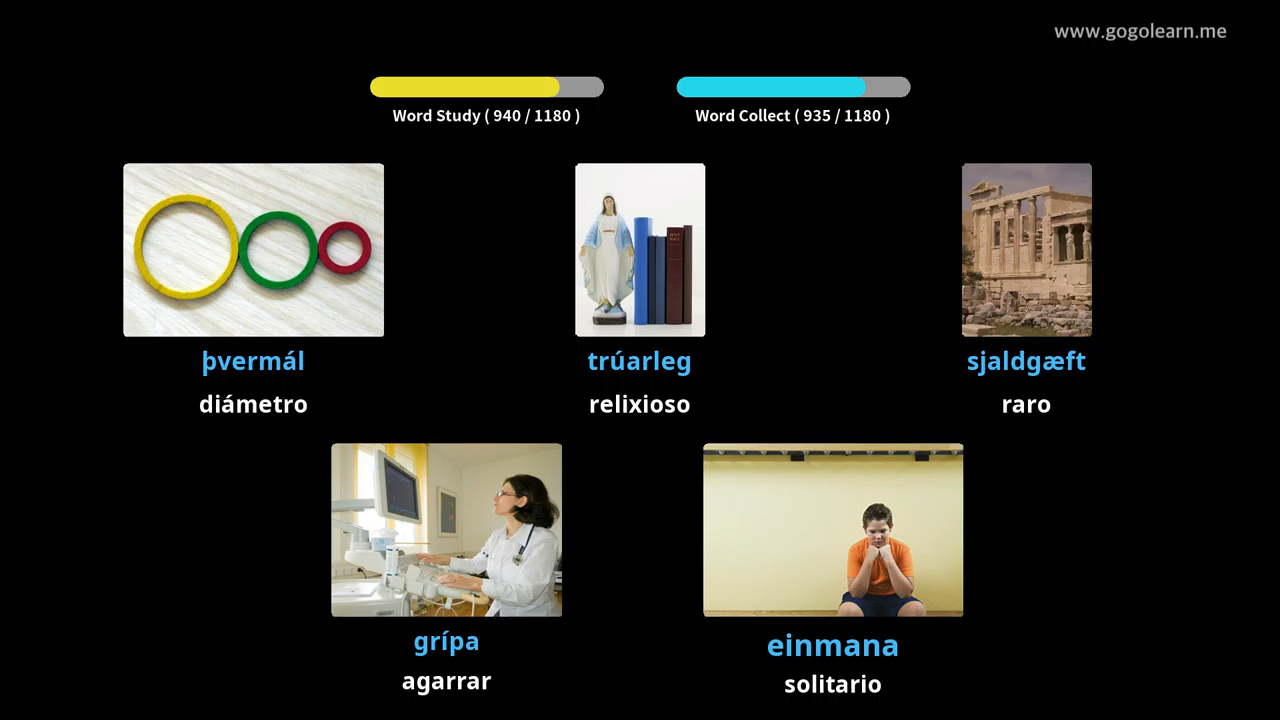 www.gogolearn.me
Word Study ( 940 / 1180 )
Word Collect ( 935 / 1180 )
þvermál
diámetro
trúarleg
relixioso
sjaldgæft
raro
grípa
agarrar
einmana
solitario